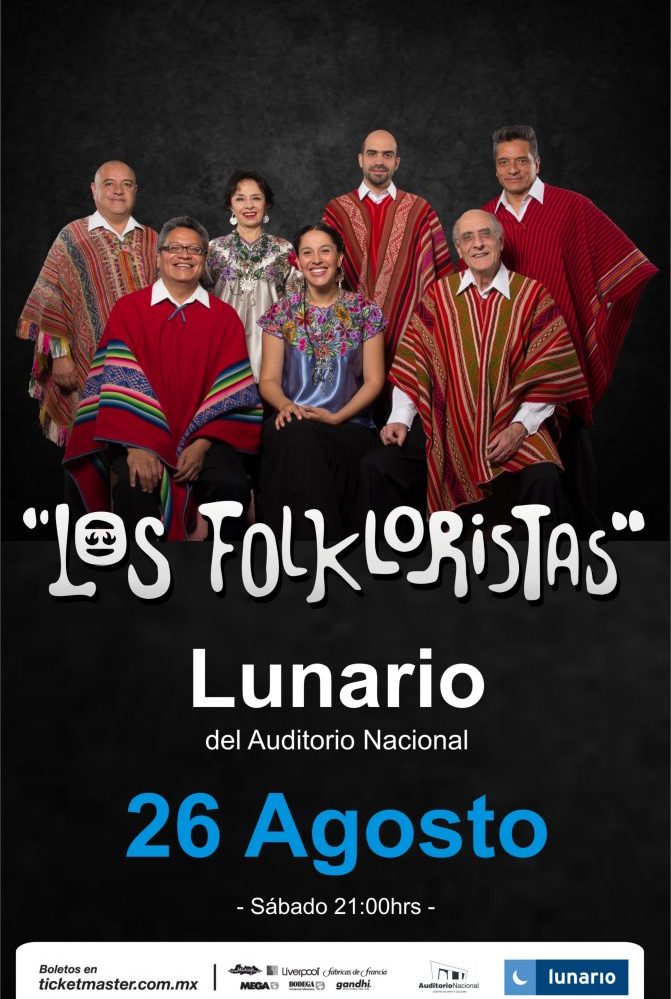 "LOS FOLKLORISTAS"
Lunario
del Auditorio Nacional
26 Agosto
- Sábado 21:00hrs -
Boletos en
ticketmaster.com.mx
Liverpool fábricas de francia
MEGA BODEGA gandhi
AuditorioNacional
lunario